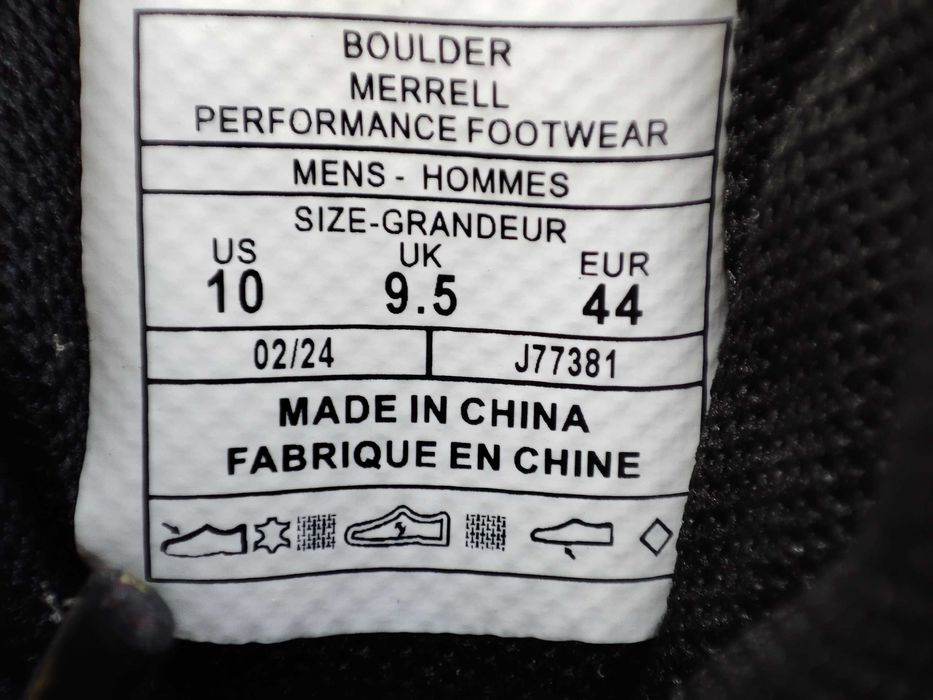 BOULDER
MERRELL
PERFORMANCE FOOTWEAR
MENS - HOMMES
SIZE-GRANDEUR
US UK EUR
10 9.5 44
02/24 J77381
MADE IN CHINA
FABRIQUE EN CHINE